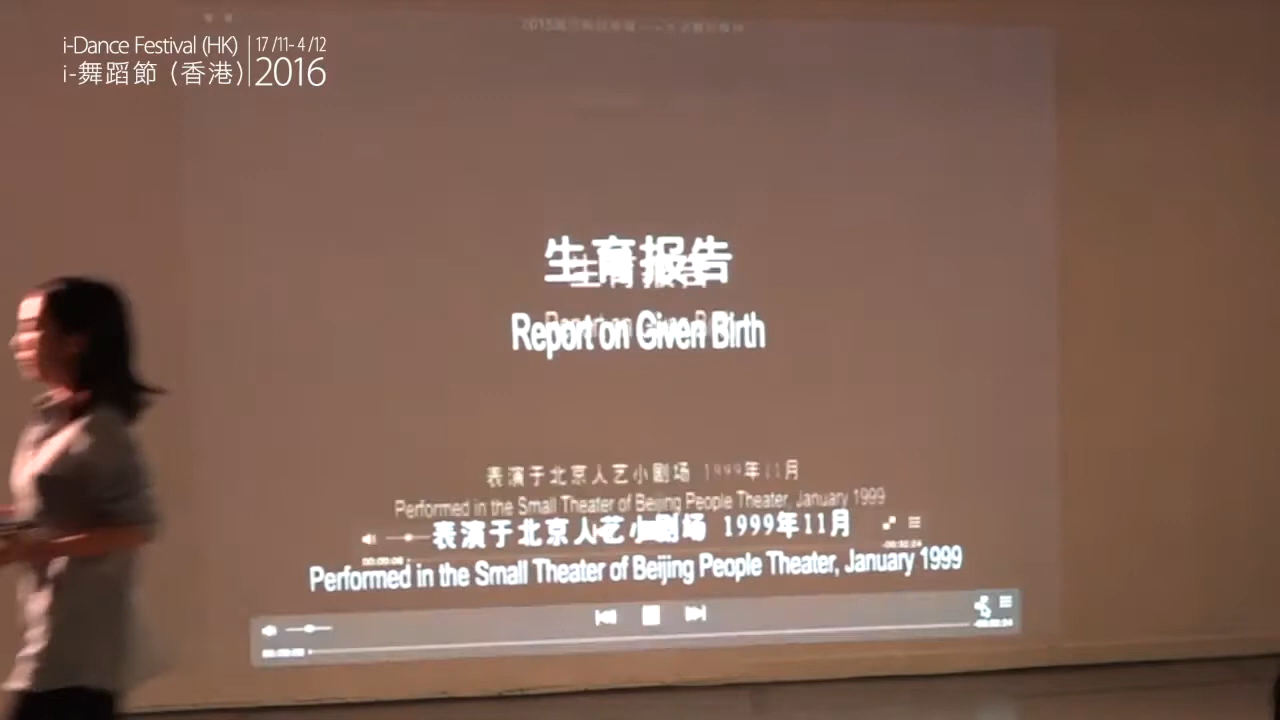 i-Dance Festival (HK) 17/11-4/12
i-舞蹈節（香港） 2016
生育报告
Report on Given Birth
表演于北京人艺小剧场 1999年11月
Performed in the Small Theater of Beijing People Theater, January 1999
表演于北京人艺小剧场 1999年11月
Performed in the Small Theater of Beijing People Theater, January 1999